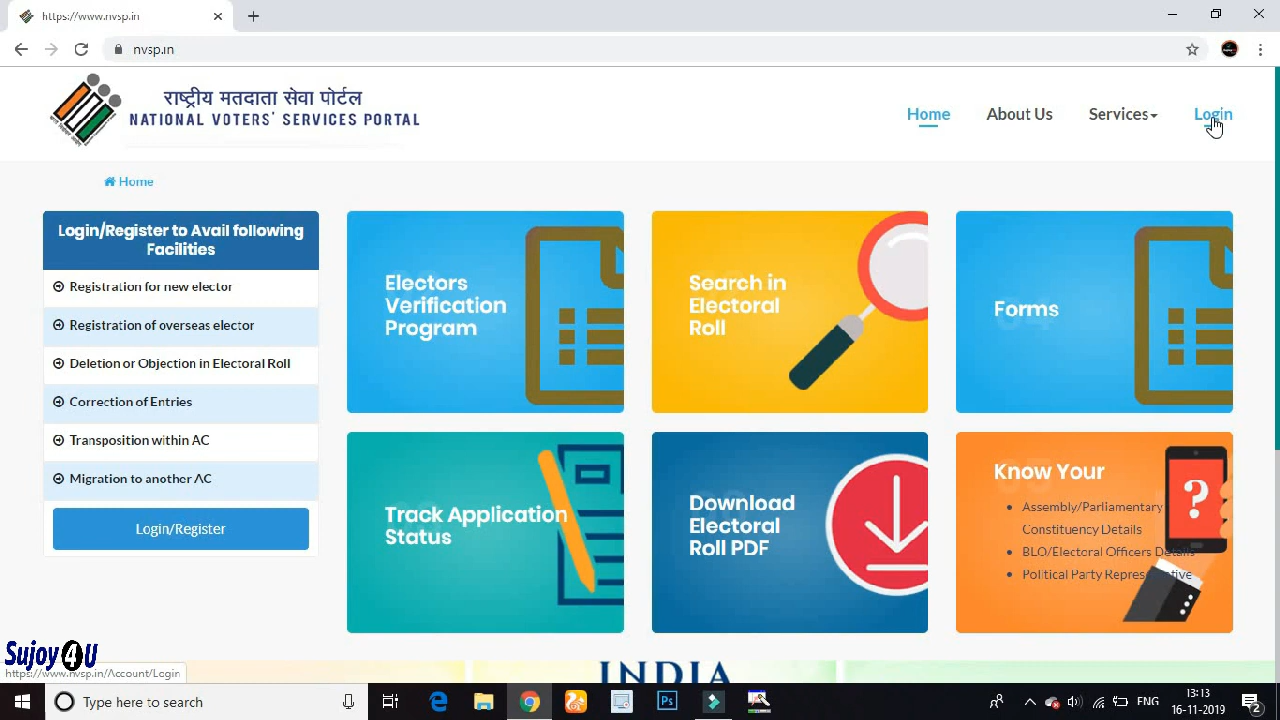 https://www.nvsp.in
nvsp.in
राष्ट्रीय मतदाता सेवा पोर्टल
NATIONAL VOTERS' SERVICES PORTAL
Home
About Us
Services
Login
Home
Login/Register to Avail following
Facilities
Registration for new elector
Registration of overseas elector
Deletion or Objection in Electoral Roll
Correction of Entries
Transposition within AC
Migration to another AC
Login/Register
Electors
Verification
Program
Search in
Electoral
Roll
Forms
Track Application
Status
Download
Electoral
Roll PDF
Know Your
Assembly/Parliamentary
Constituency Details
BLO/Electoral Officers Details
Political Party Representative
?
INDIA
Sujoy4U
https://www.nvsp.in/Account/Login
Type here to search
Ps
ENG
13:13
16-11-2019
2